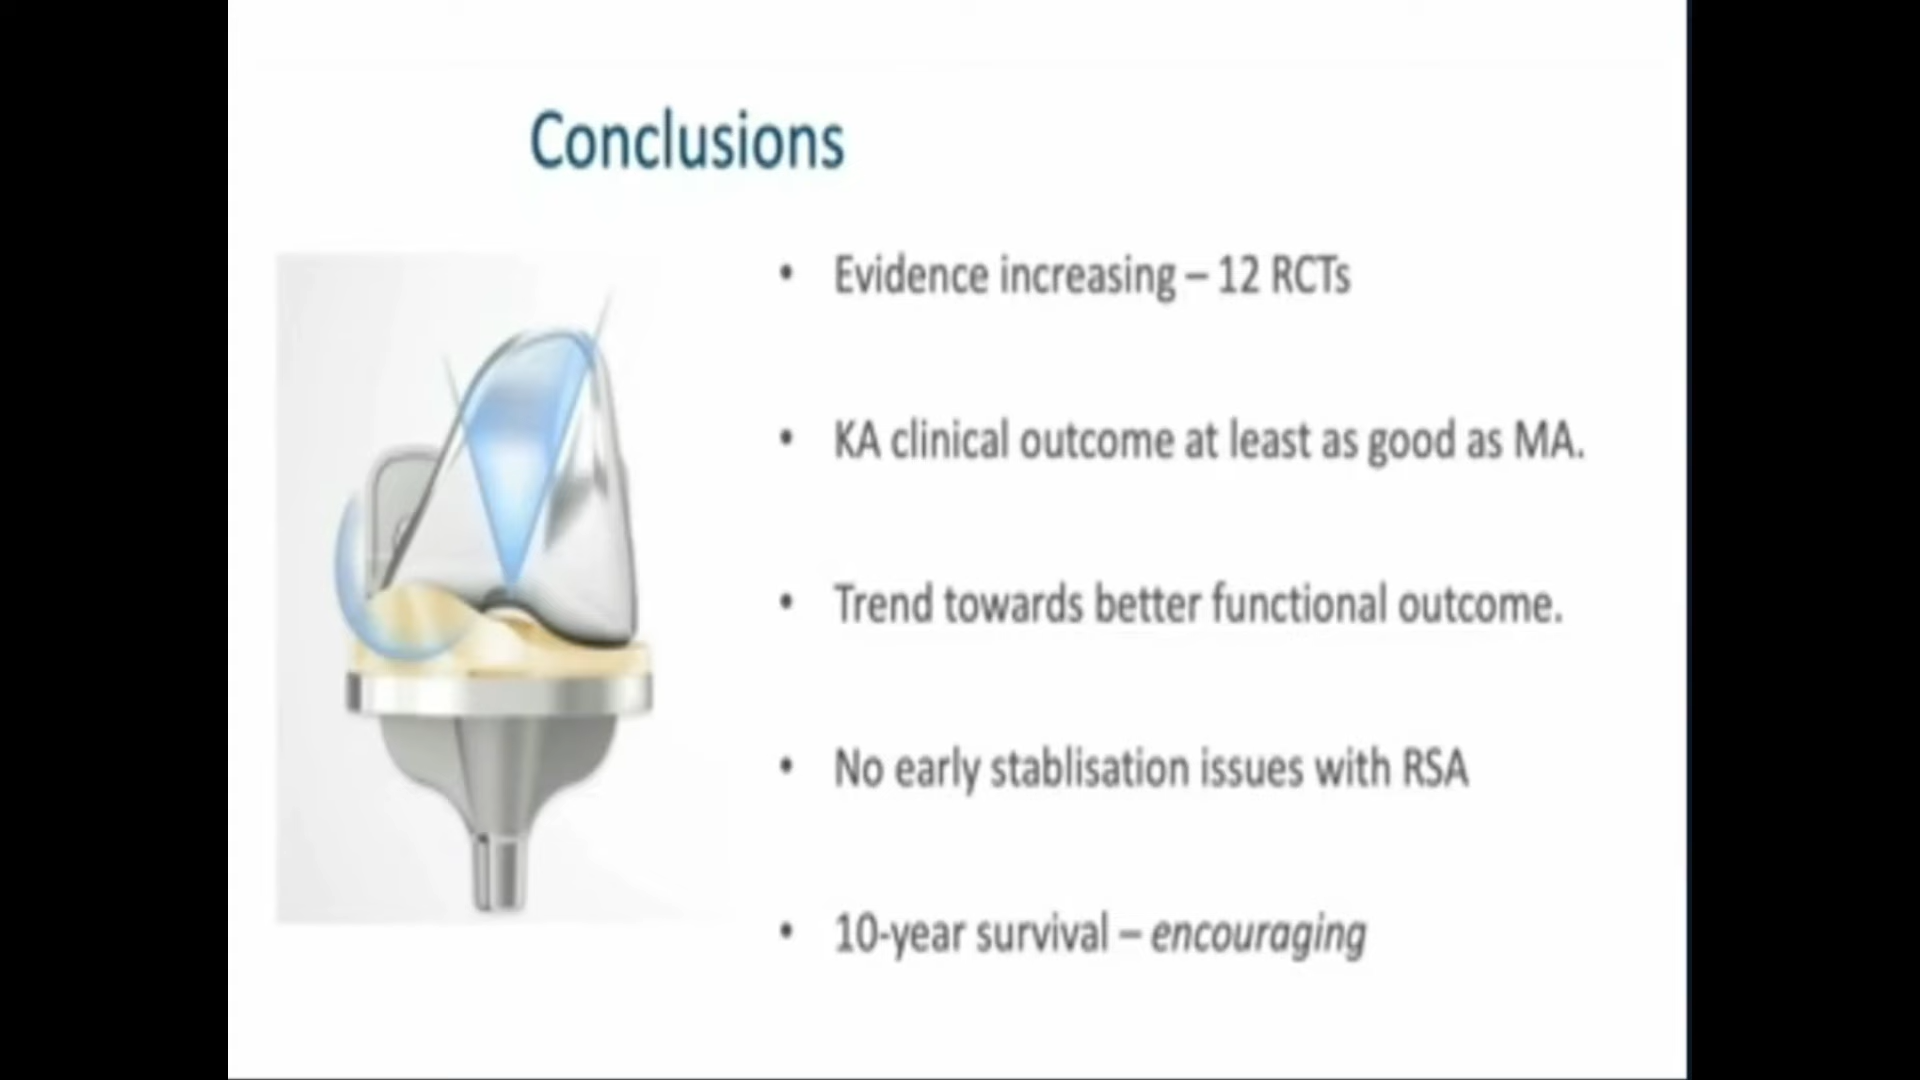 Conclusions
• Evidence increasing – 12 RCTs
• KA clinical outcome at least as good as MA.
• Trend towards better functional outcome.
• No early stablisation issues with RSA
• 10-year survival – encouraging